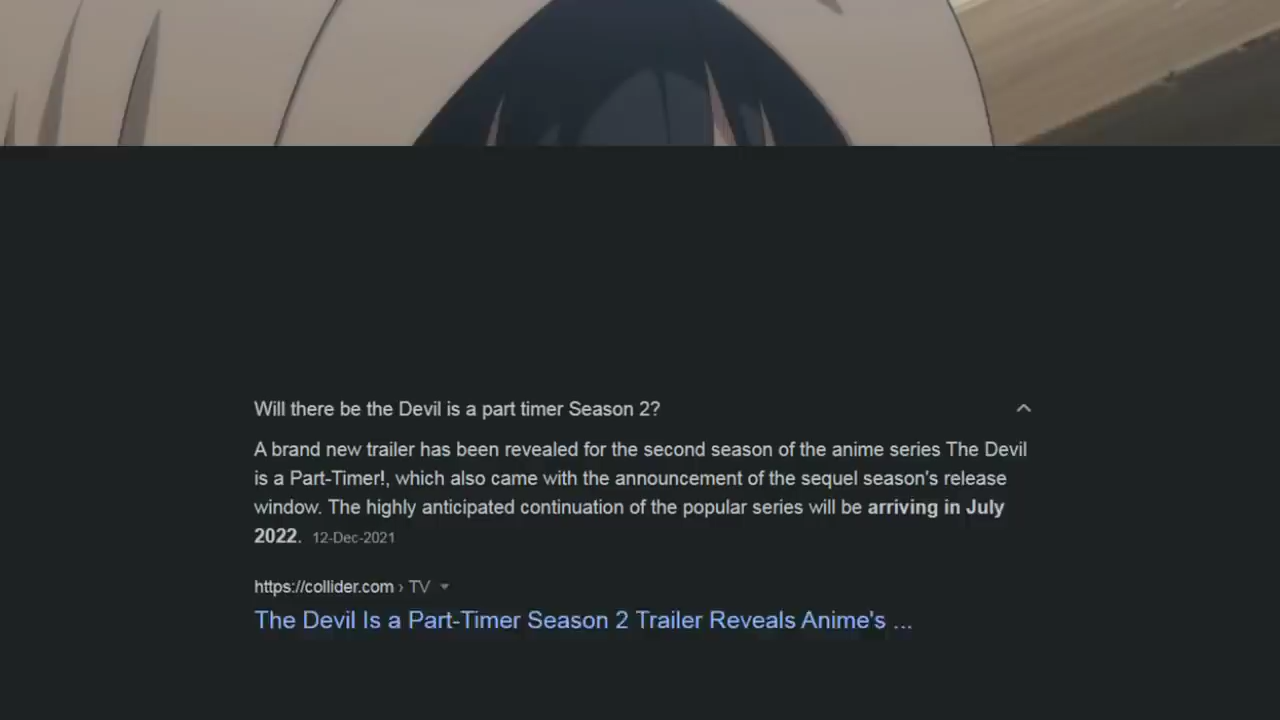 Will there be the Devil is a part timer Season 2?
A brand new trailer has been revealed for the second season of the anime series The Devil
is a Part-Timer!, which also came with the announcement of the sequel season's release
window. The highly anticipated continuation of the popular series will be arriving in July
2022. 12-Dec-2021
https://collider.com › TV
The Devil Is a Part-Timer Season 2 Trailer Reveals Anime's ...